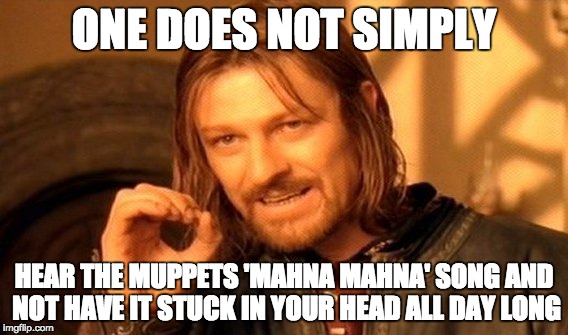 ONE DOES NOT SIMPLY
HEAR THE MUPPETS 'MAHNA MAHNA' SONG AND
NOT HAVE IT STUCK IN YOUR HEAD ALL DAY LONG
imgflip.com